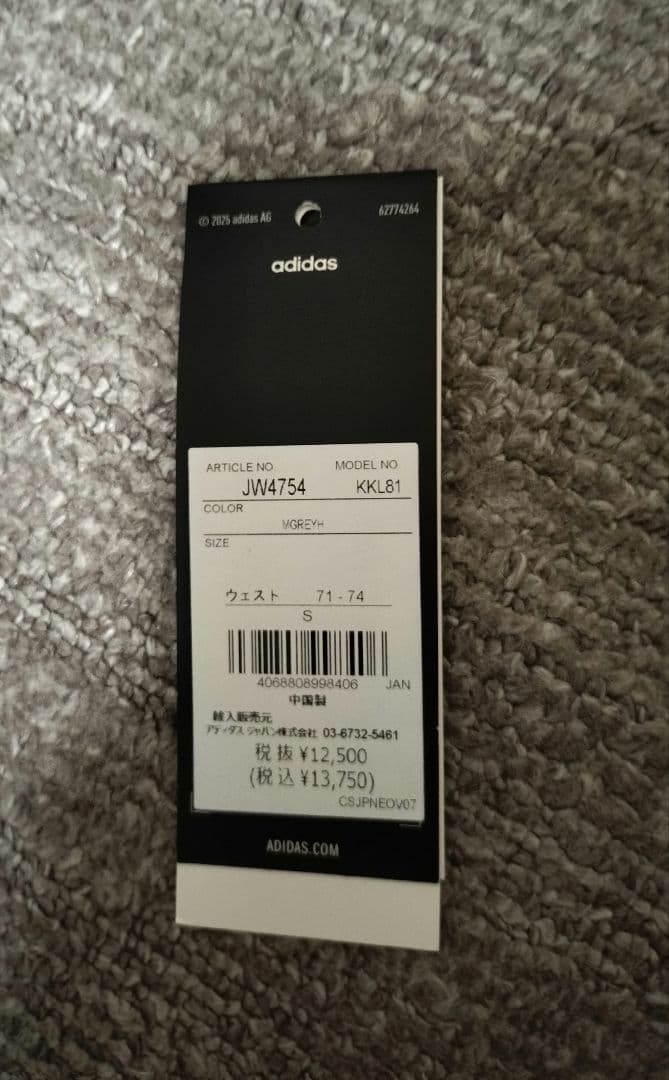 © 2025 adidas AG 62774264
adidas
ARTICLE NO. MODEL NO
JW4754 KKL81
COLOR
MGREYH
SIZE
ウェスト 71 - 74
S
4068808998406 JAN
中国製
輸入販売元
アディダス ジャパン株式会社 03-6732-5461
税抜 ¥12,500
(税込 ¥13,750)
CSJPNEOV07
ADIDAS.COM